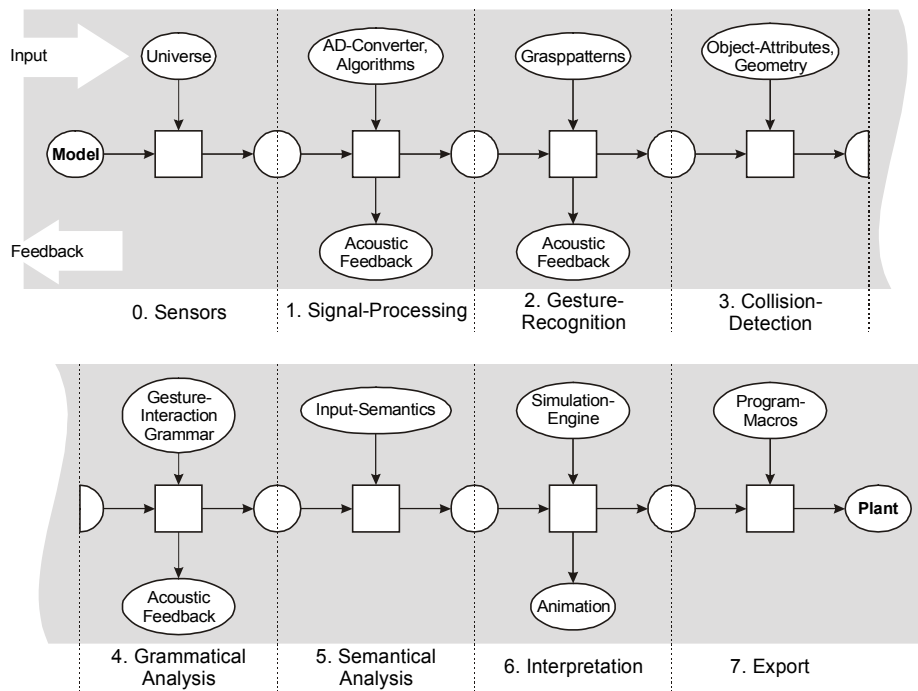 Input
Universe
AD-Converter,
Algorithms
Grasppatterns
Object-Attributes,
Geometry
Model
Feedback
Acoustic
Feedback
Acoustic
Feedback
0. Sensors
1. Signal-Processing
2. Gesture-
Recognition
3. Collision-
Detection
Gesture-
Interaction
Grammar
Input-Semantics
Simulation-
Engine
Program-
Macros
Plant
Acoustic
Feedback
Animation
4. Grammatical
Analysis
5. Semantical
Analysis
6. Interpretation
7. Export